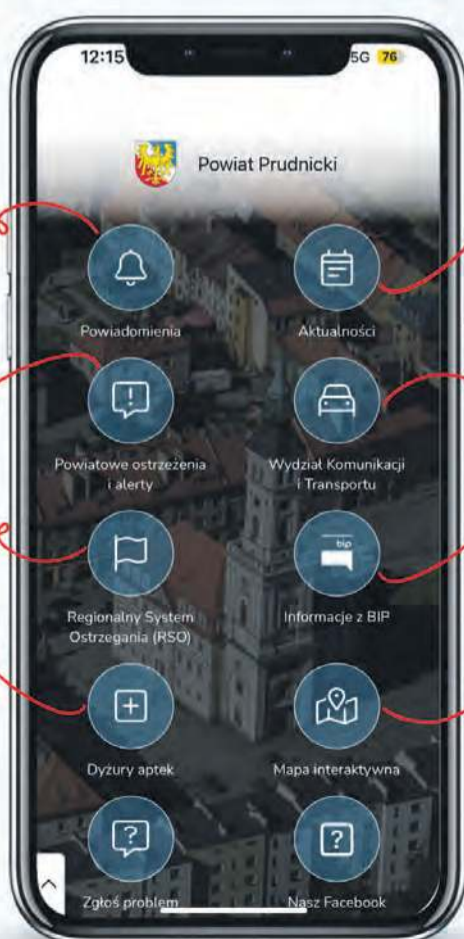 12:15
5G 76
Powiat Prudnicki
Powiadomienia
Aktualności
Powiatowe ostrzeżenia
i alerty
Wydział Komunikacji
i Transportu
bip
Regionalny System
Ostrzegania (RSO)
Informacje z BIP
Dyżury aptek
Mapa interaktywna
Zgłoś problem
Nasz Facebook